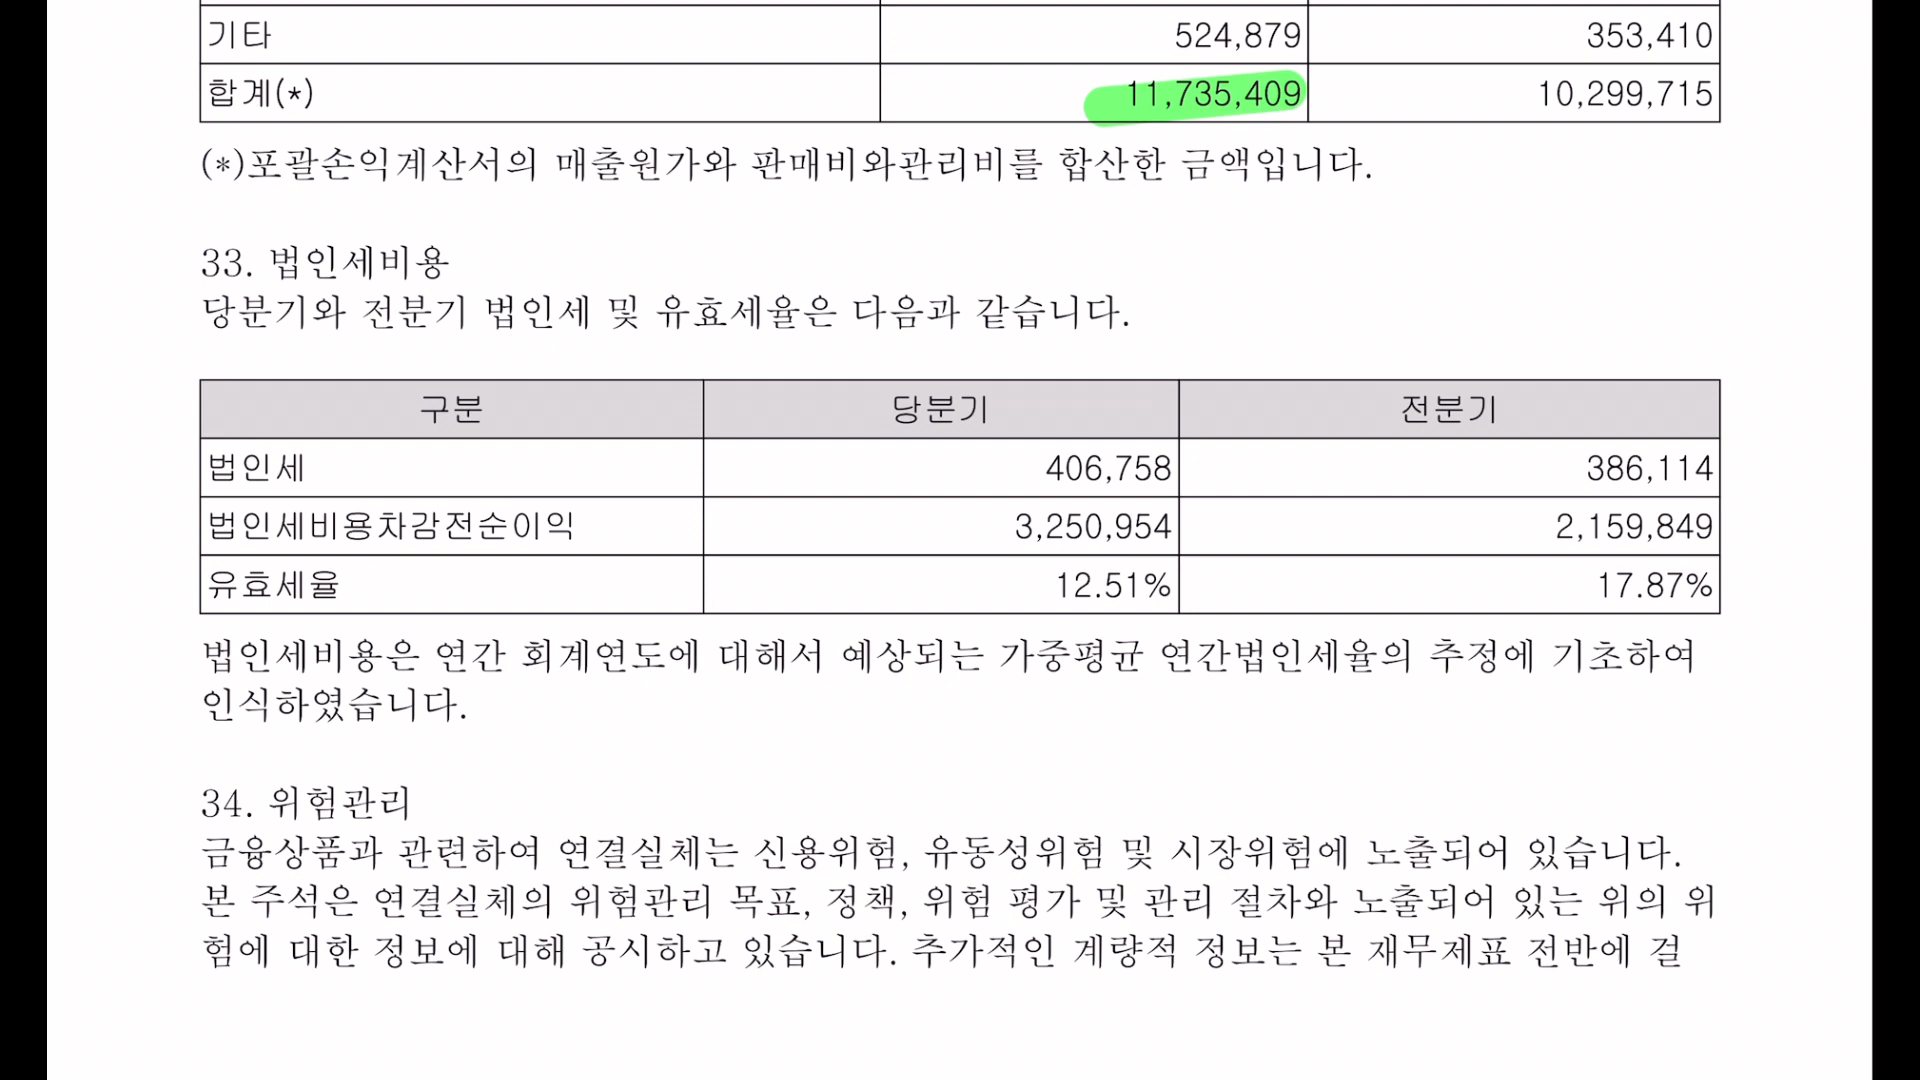 기타 524,879 353,410
합계(*) 11,735,409 10,299,715
(*)포괄손익계산서의 매출원가와 판매비와관리비를 합산한 금액입니다.
33. 법인세비용
당분기와 전분기 법인세 및 유효세율은 다음과 같습니다.
구분 당분기 전분기
법인세 406,758 386,114
법인세비용차감전순이익 3,250,954 2,159,849
유효세율 12.51% 17.87%
법인세비용은 연간 회계연도에 대해서 예상되는 가중평균 연간법인세율의 추정에 기초하여
인식하였습니다.
34. 위험관리
금융상품과 관련하여 연결실체는 신용위험, 유동성위험 및 시장위험에 노출되어 있습니다.
본 주석은 연결실체의 위험관리 목표, 정책, 위험 평가 및 관리 절차와 노출되어 있는 위의 위
험에 대한 정보에 대해 공시하고 있습니다. 추가적인 계량적 정보는 본 재무제표 전반에 걸